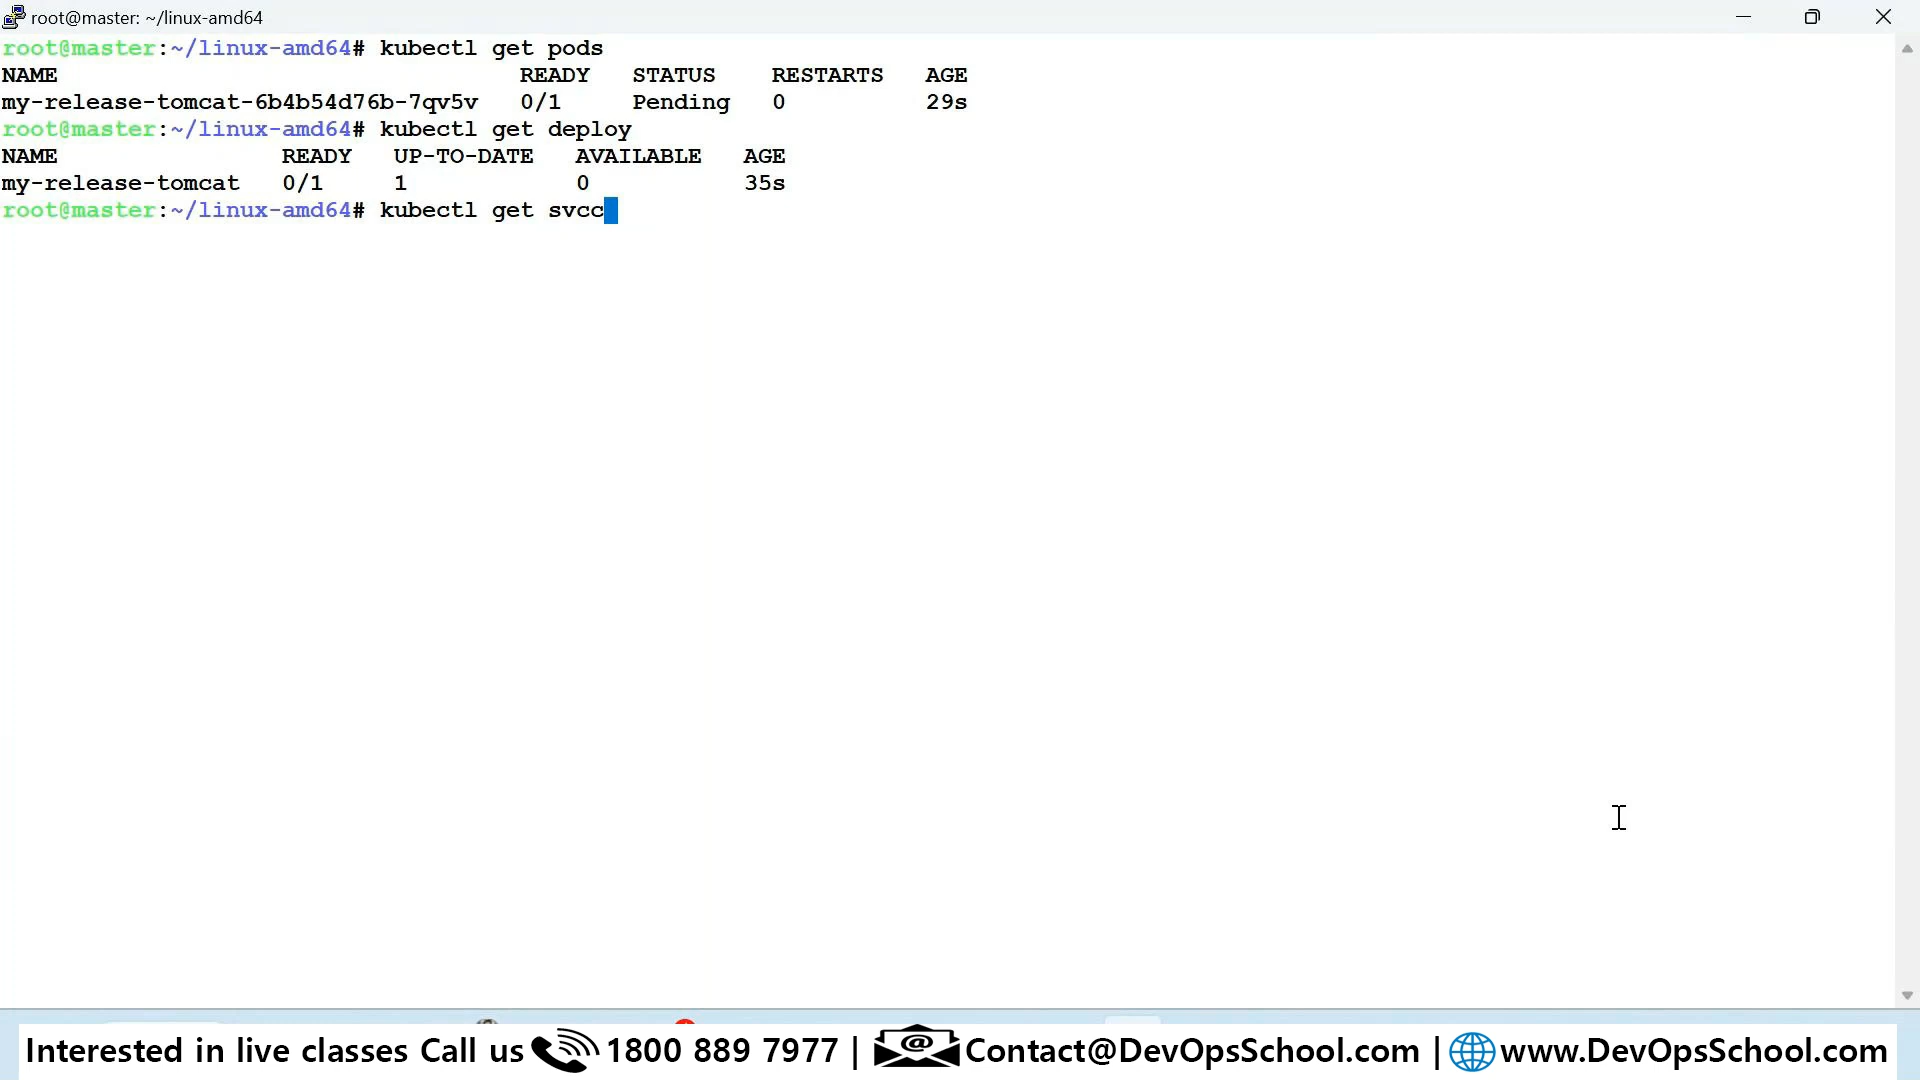 root@master: ~/linux-amd64
root@master:~/linux-amd64# kubectl get pods
NAME READY STATUS RESTARTS AGE
my-release-tomcat-6b4b54d76b-7qv5v 0/1 Pending 0 29s
root@master:~/linux-amd64# kubectl get deploy
NAME READY UP-TO-DATE AVAILABLE AGE
my-release-tomcat 0/1 1 0 35s
root@master:~/linux-amd64# kubectl get svcc
Interested in live classes Call us 1800 889 7977 | Contact@DevOpsSchool.com | www.DevOpsSchool.com